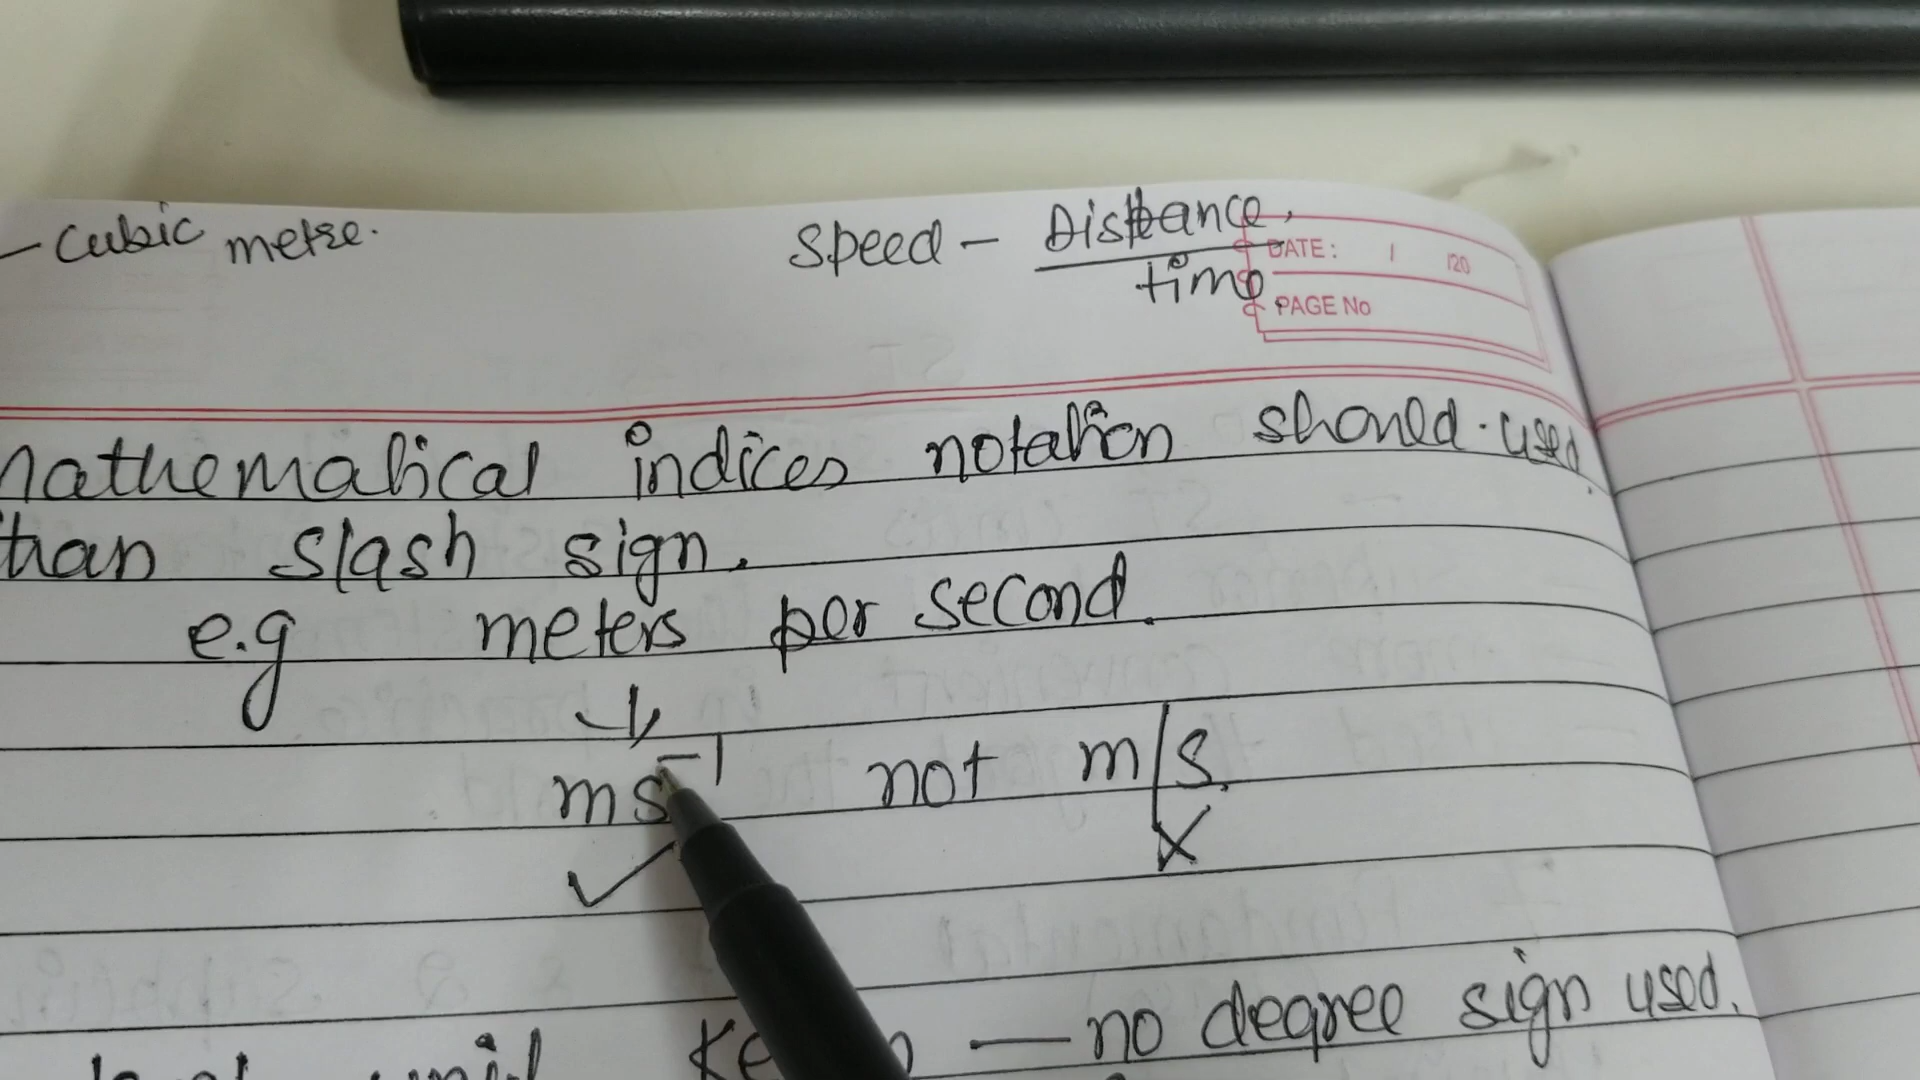 - Cubic metre.
Speed - Distance
time
DATE: / /20
PAGE No
mathematical indices notation should. used
than slash sign.
e.g meters per second.
ms-1 not m/s.
— no degree sign used.